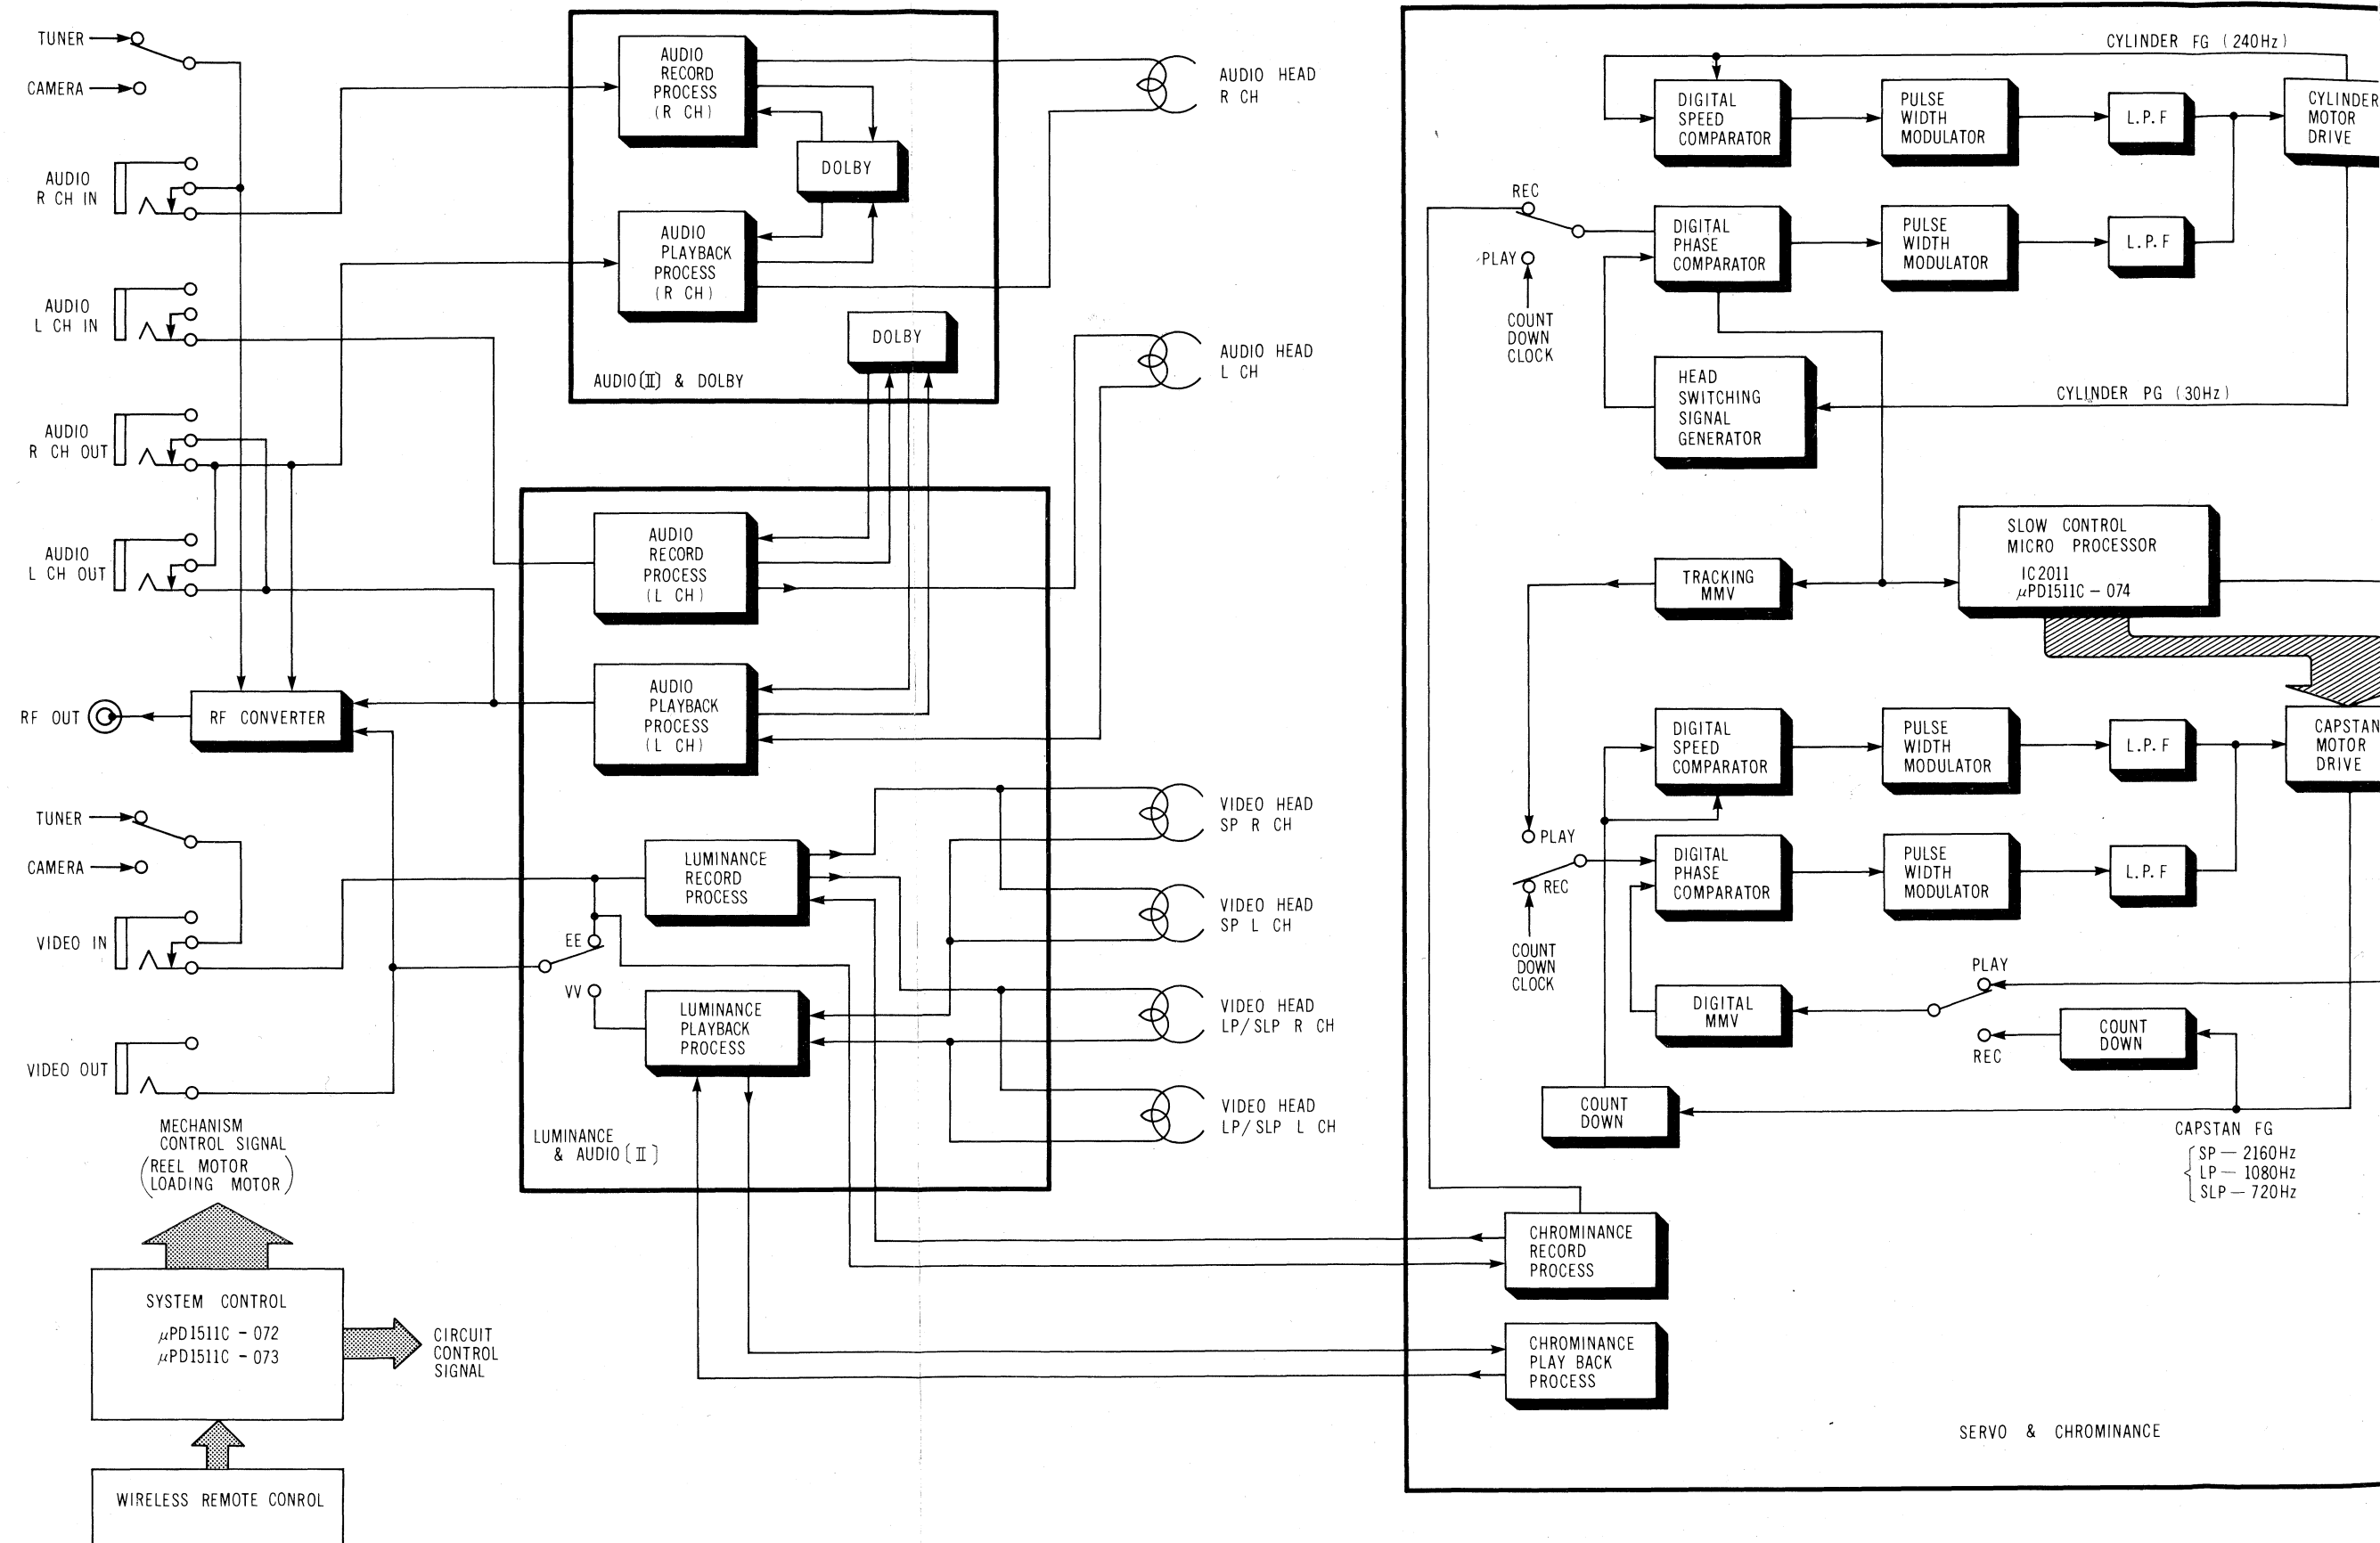 TUNER
CAMERA
AUDIO
R CH IN
AUDIO
L CH IN
AUDIO
R CH OUT
AUDIO
L CH OUT
RF OUT
RF CONVERTER
TUNER
CAMERA
VIDEO IN
VIDEO OUT
MECHANISM
CONTROL SIGNAL
(REEL MOTOR
LOADING MOTOR)
SYSTEM CONTROL
μPD1511C - 072
μPD1511C - 073
CIRCUIT
CONTROL
SIGNAL
WIRELESS REMOTE CONROL
AUDIO
RECORD
PROCESS
(R CH)
DOLBY
AUDIO
PLAYBACK
PROCESS
(R CH)
DOLBY
AUDIO(II) & DOLBY
AUDIO HEAD
R CH
AUDIO HEAD
L CH
AUDIO
RECORD
PROCESS
(L CH)
AUDIO
PLAYBACK
PROCESS
(L CH)
LUMINANCE
RECORD
PROCESS
EE
VV
LUMINANCE
PLAYBACK
PROCESS
LUMINANCE
& AUDIO(II)
VIDEO HEAD
SP R CH
VIDEO HEAD
SP L CH
VIDEO HEAD
LP/SLP R CH
VIDEO HEAD
LP/SLP L CH
CYLINDER FG (240Hz)
DIGITAL
SPEED
COMPARATOR
PULSE
WIDTH
MODULATOR
L.P.F
CYLINDER
MOTOR
DRIVE
REC
PLAY
COUNT
DOWN
CLOCK
DIGITAL
PHASE
COMPARATOR
PULSE
WIDTH
MODULATOR
L.P.F
HEAD
SWITCHING
SIGNAL
GENERATOR
CYLINDER PG (30Hz)
SLOW CONTROL
MICRO PROCESSOR
IC2011
μPD1511C - 074
TRACKING
MMV
DIGITAL
SPEED
COMPARATOR
PULSE
WIDTH
MODULATOR
L.P.F
CAPSTAN
MOTOR
DRIVE
PLAY
REC
COUNT
DOWN
CLOCK
DIGITAL
PHASE
COMPARATOR
PULSE
WIDTH
MODULATOR
L.P.F
DIGITAL
MMV
PLAY
REC
COUNT
DOWN
COUNT
DOWN
CAPSTAN FG
SP — 2160Hz
LP — 1080Hz
SLP — 720Hz
CHROMINANCE
RECORD
PROCESS
CHROMINANCE
PLAY BACK
PROCESS
SERVO & CHROMINANCE